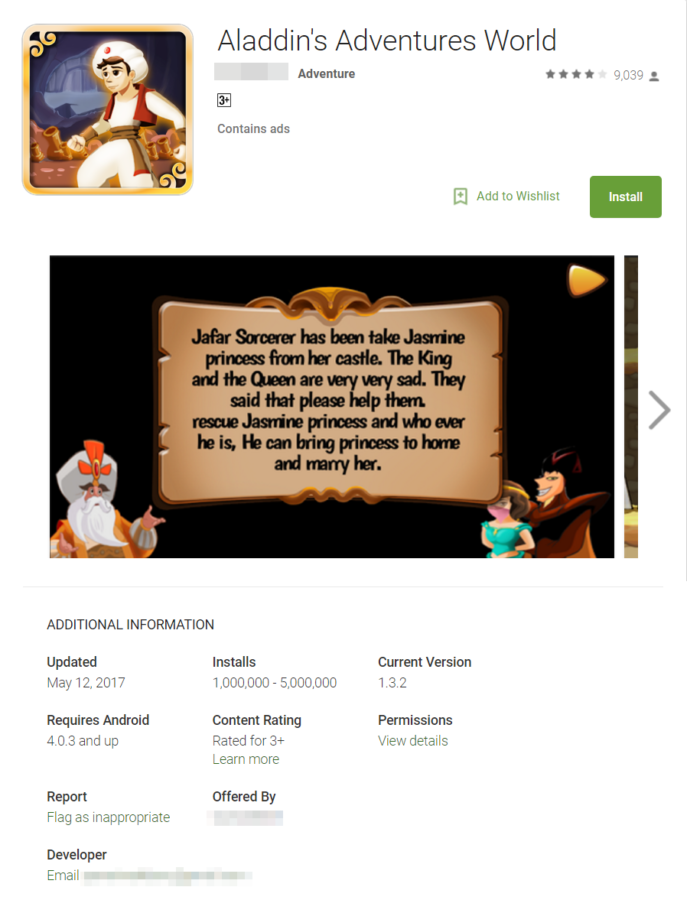 Aladdin's Adventures World
Adventure
9,039
3+
Contains ads
Add to Wishlist
Install
Jafar Sorcerer has been take Jasmine
princess from her castle. The King
and the Queen are very very sad. They
said that please help them.
rescue Jasmine princess and who ever
he is, He can bring princess to home
and marry her.
ADDITIONAL INFORMATION
Updated
May 12, 2017
Installs
1,000,000 - 5,000,000
Current Version
1.3.2
Requires Android
4.0.3 and up
Content Rating
Rated for 3+
Learn more
Permissions
View details
Report
Flag as inappropriate
Offered By
Developer
Email